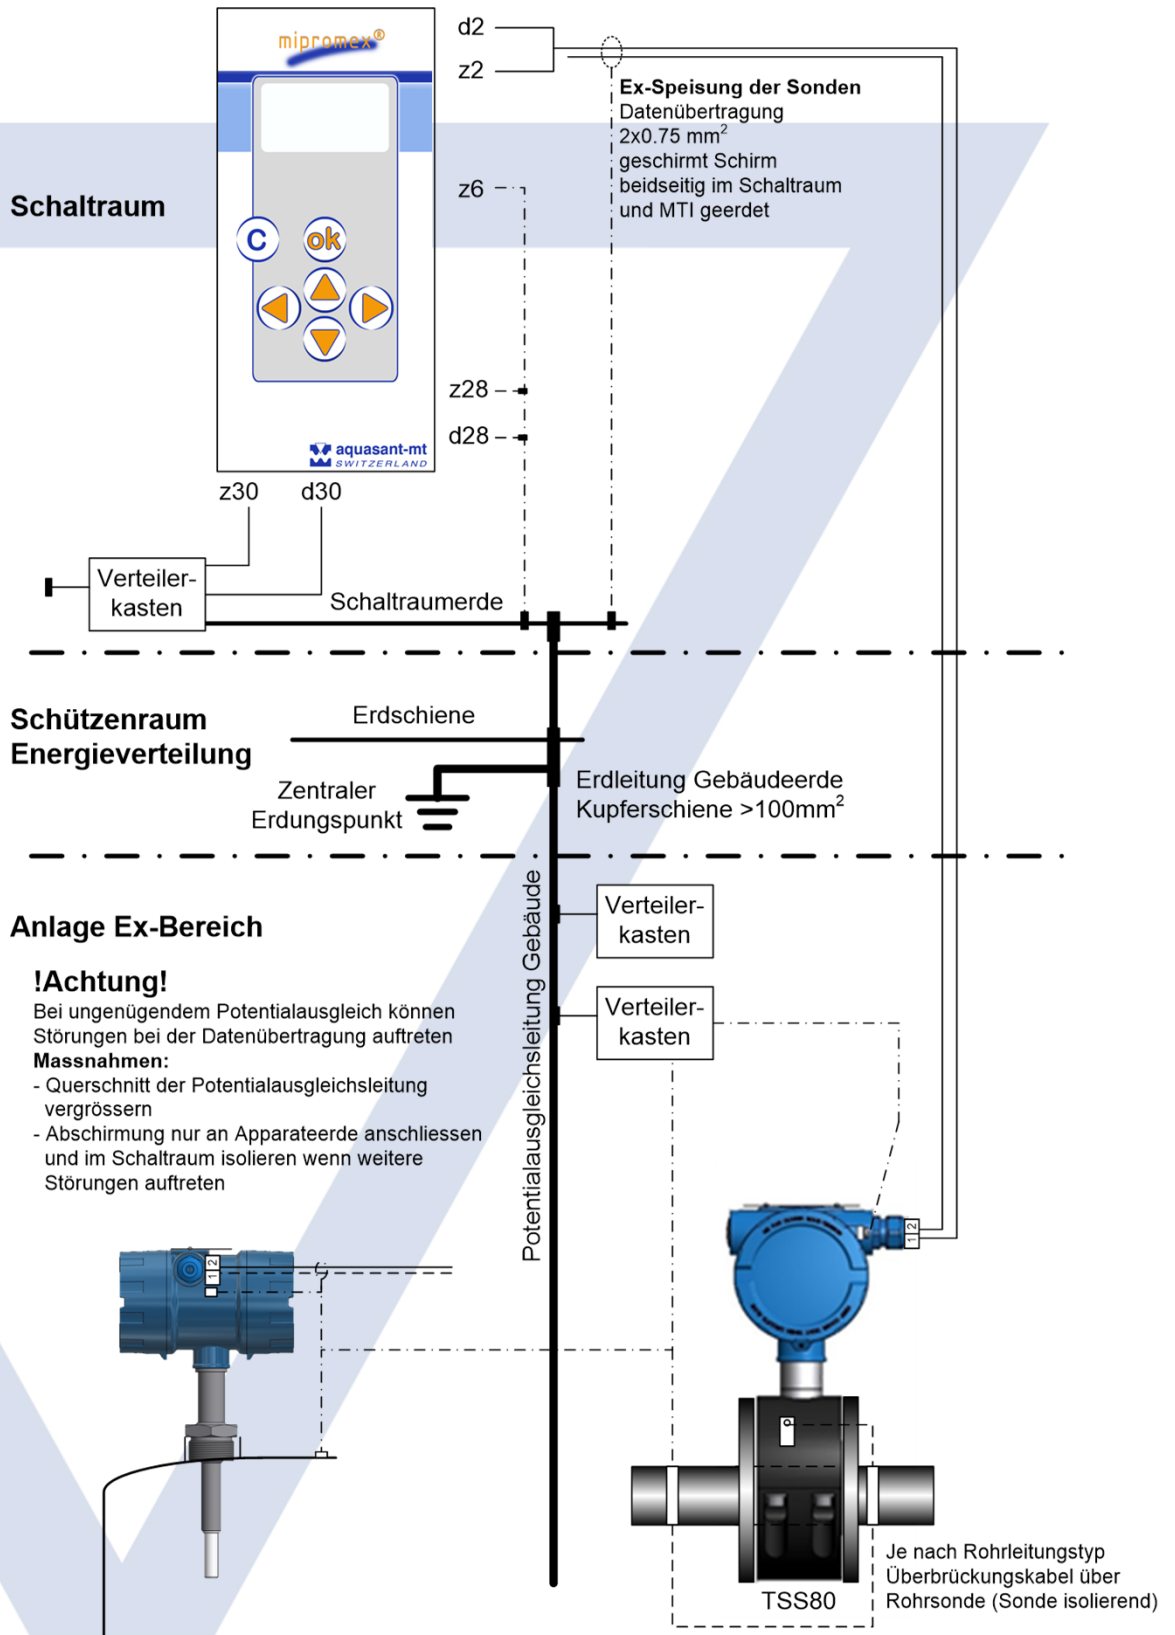 mipromex®
d2
z2
Ex-Speisung der Sonden
Datenübertragung
2x0.75 mm²
geschirmt Schirm
beidseitig im Schaltraum
und MTI geerdet
z6
Schaltraum
C
ok
z28
d28
aquasant-mt
SWITZERLAND
z30
d30
Verteiler-
kasten
Schaltraumerde
Schützenraum
Energieverteilung
Erdschiene
Zentraler
Erdungspunkt
Erdleitung Gebäudeerde
Kupferschiene >100mm²
Anlage Ex-Bereich
Potentialausgleichsleitung Gebäude
Verteiler-
kasten
Verteiler-
kasten
!Achtung!
Bei ungenügendem Potentialausgleich können
Störungen bei der Datenübertragung auftreten
Massnahmen:
- Querschnitt der Potentialausgleichsleitung
vergrössern
- Abschirmung nur an Apparateerde anschliessen
und im Schaltraum isolieren wenn weitere
Störungen auftreten
1 2
1 2
TSS80
Je nach Rohrleitungstyp
Überbrückungskabel über
Rohrsonde (Sonde isolierend)